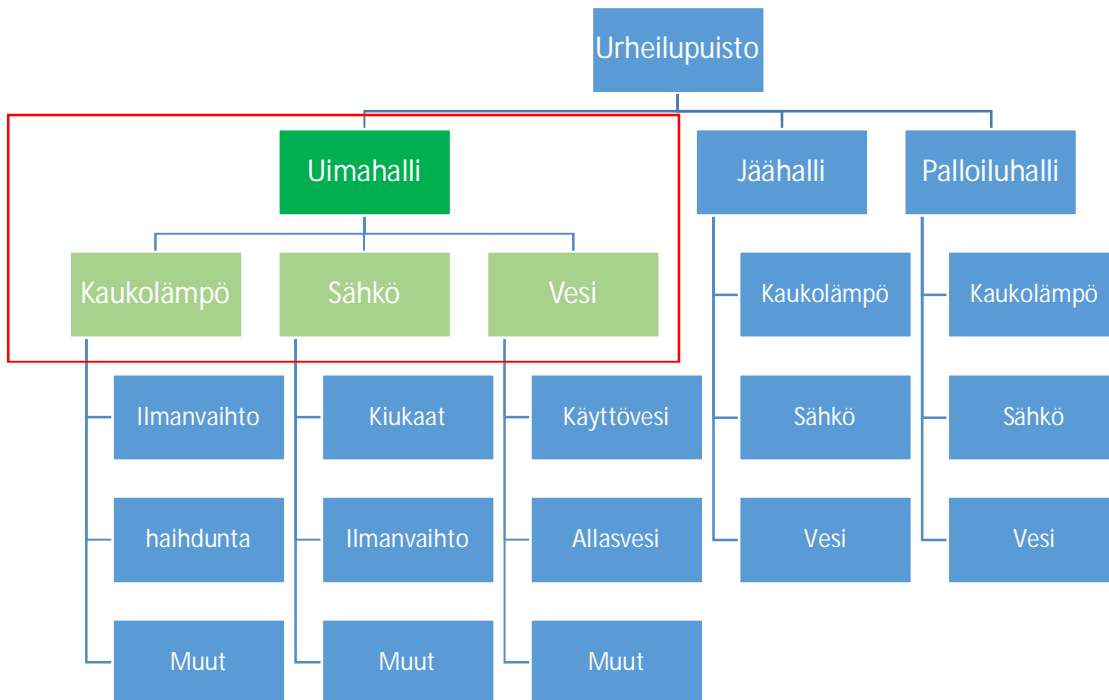 Urheilupuisto
Uimahalli
Jäähalli
Palloiluhalli
Kaukolämpö
Sähkö
Vesi
Kaukolämpö
Kaukolämpö
Ilmanvaihto
Kiukaat
Käyttövesi
Sähkö
Sähkö
haihdunta
Ilmanvaihto
Allasvesi
Vesi
Vesi
Muut
Muut
Muut